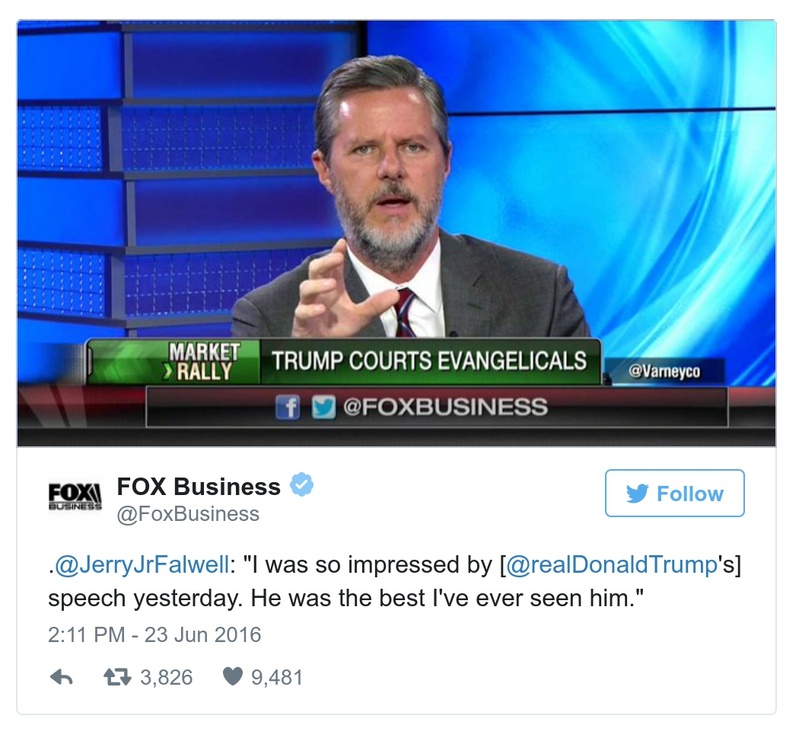 MARKET
RALLY
TRUMP COURTS EVANGELICALS
@Varneyco
@FOXBUSINESS
FOX
BUSINESS
FOX Business
@FoxBusiness
Follow
.@JerryJrFalwell: "I was so impressed by [@realDonaldTrump's]
speech yesterday. He was the best I've ever seen him."
2:11 PM - 23 Jun 2016
3,826 9,481